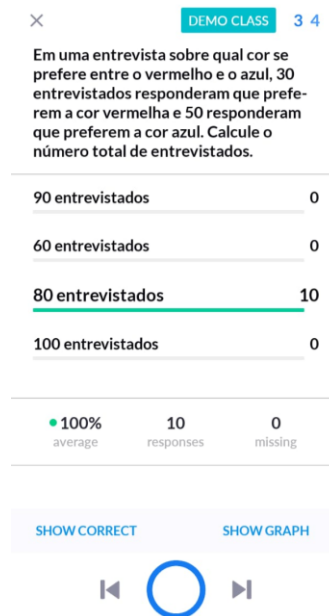 DEMO CLASS 3 4
Em uma entrevista sobre qual cor se
prefere entre o vermelho e o azul, 30
entrevistados responderam que prefe-
rem a cor vermelha e 50 responderam
que preferem a cor azul. Calcule o
número total de entrevistados.
90 entrevistados 0
60 entrevistados 0
80 entrevistados 10
100 entrevistados 0
100% 10 0
average responses missing
SHOW CORRECT SHOW GRAPH